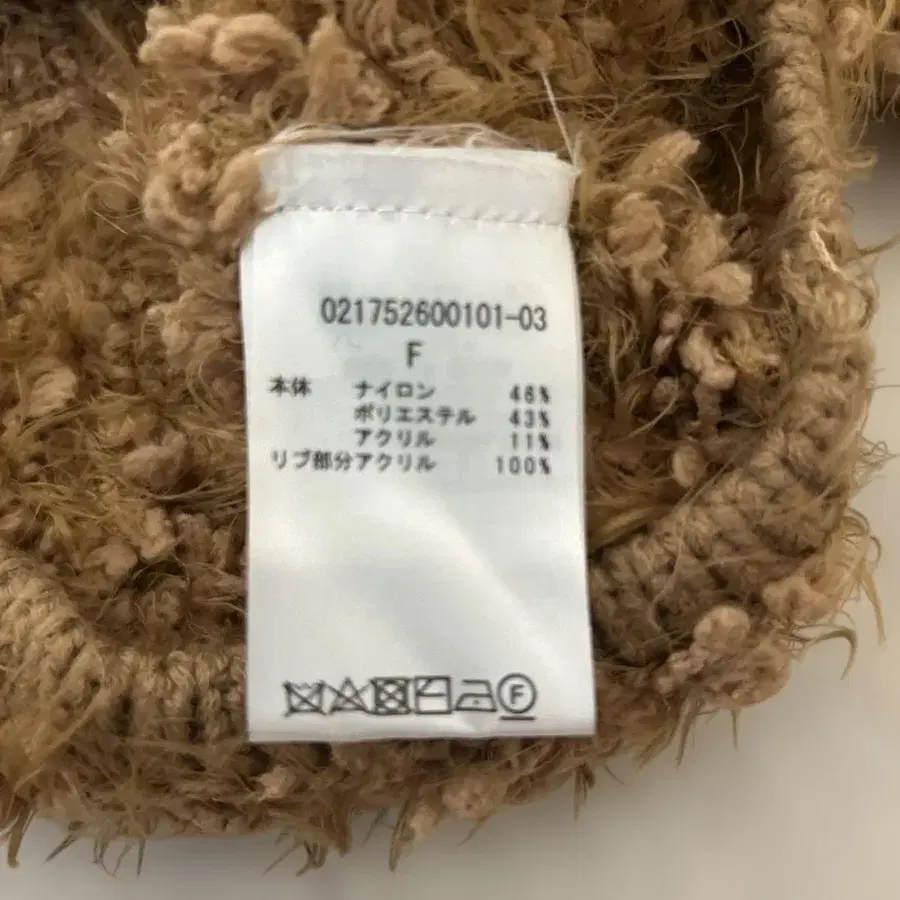 021752600101-03
F
本体 ナイロン 46%
ポリエステル 43%
アクリル 11%
リブ部分アクリル 100%
F